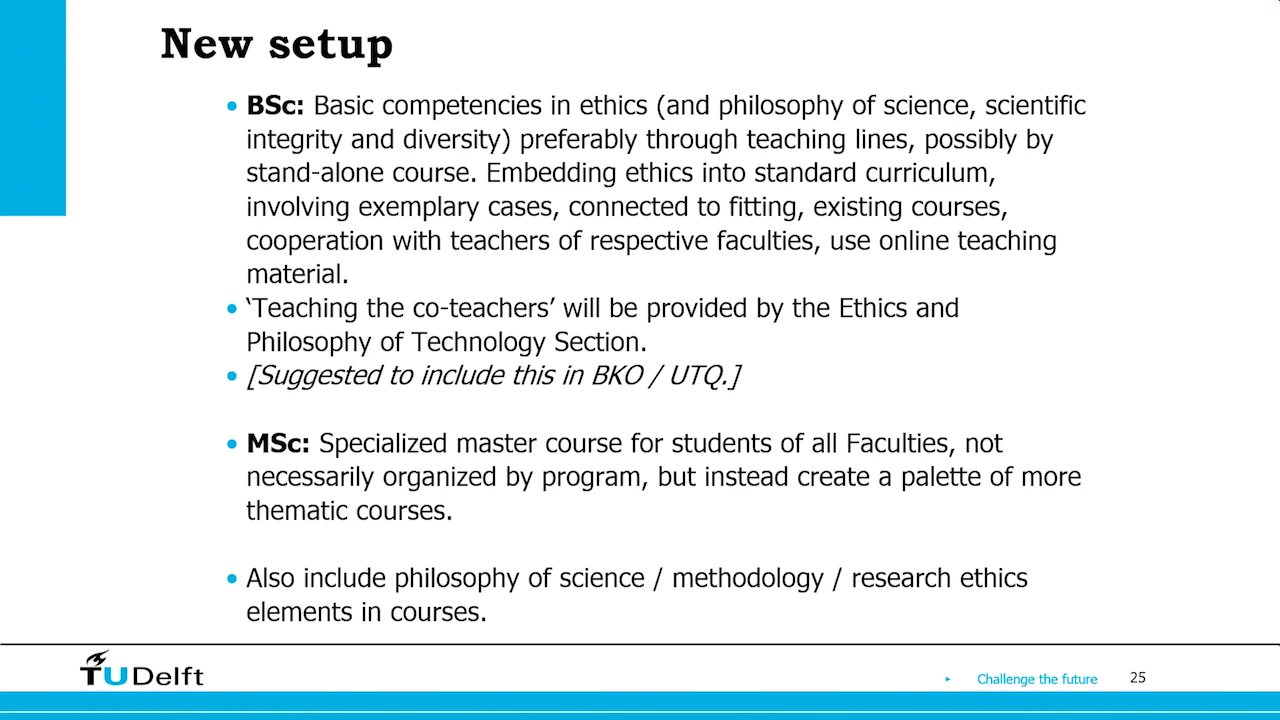 New setup
• BSc: Basic competencies in ethics (and philosophy of science, scientific
integrity and diversity) preferably through teaching lines, possibly by
stand-alone course. Embedding ethics into standard curriculum,
involving exemplary cases, connected to fitting, existing courses,
cooperation with teachers of respective faculties, use online teaching
material.
• ‘Teaching the co-teachers’ will be provided by the Ethics and
Philosophy of Technology Section.
• [Suggested to include this in BKO / UTQ.]
• MSc: Specialized master course for students of all Faculties, not
necessarily organized by program, but instead create a palette of more
thematic courses.
• Also include philosophy of science / methodology / research ethics
elements in courses.
TU Delft
Challenge the future 25